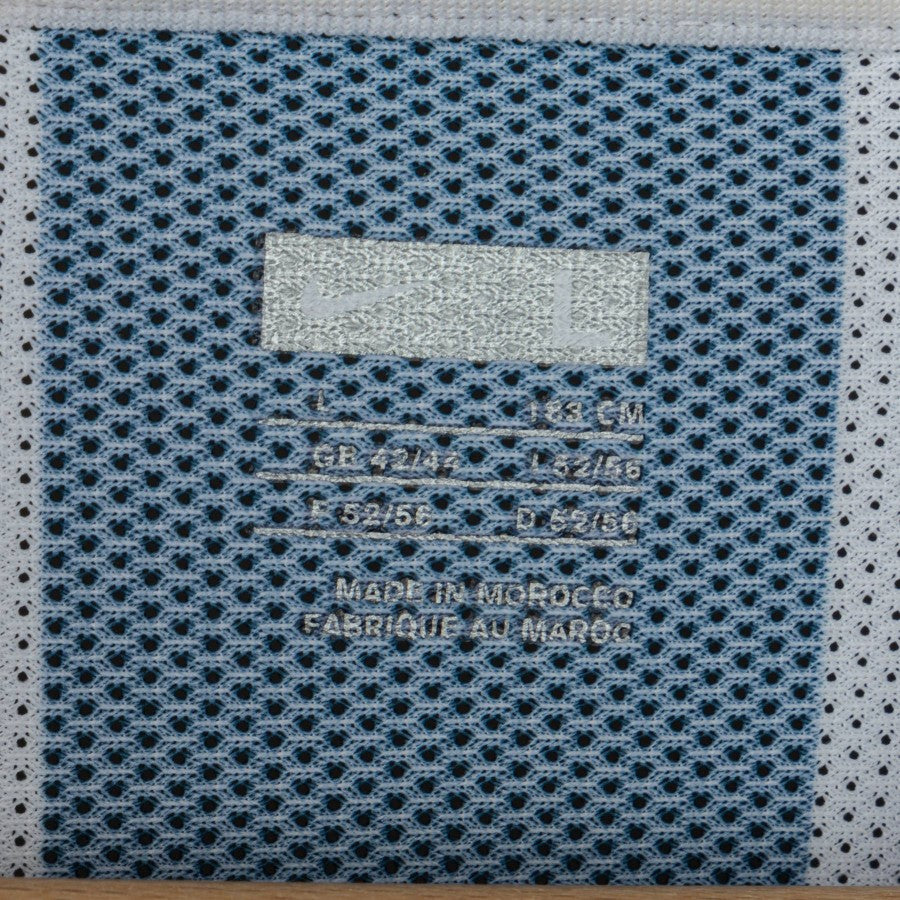 L
L 183 CM
GB 42/44 I 52/56
F 52/56 D 52/56
MADE IN MOROCCO
FABRIQUE AU MAROC